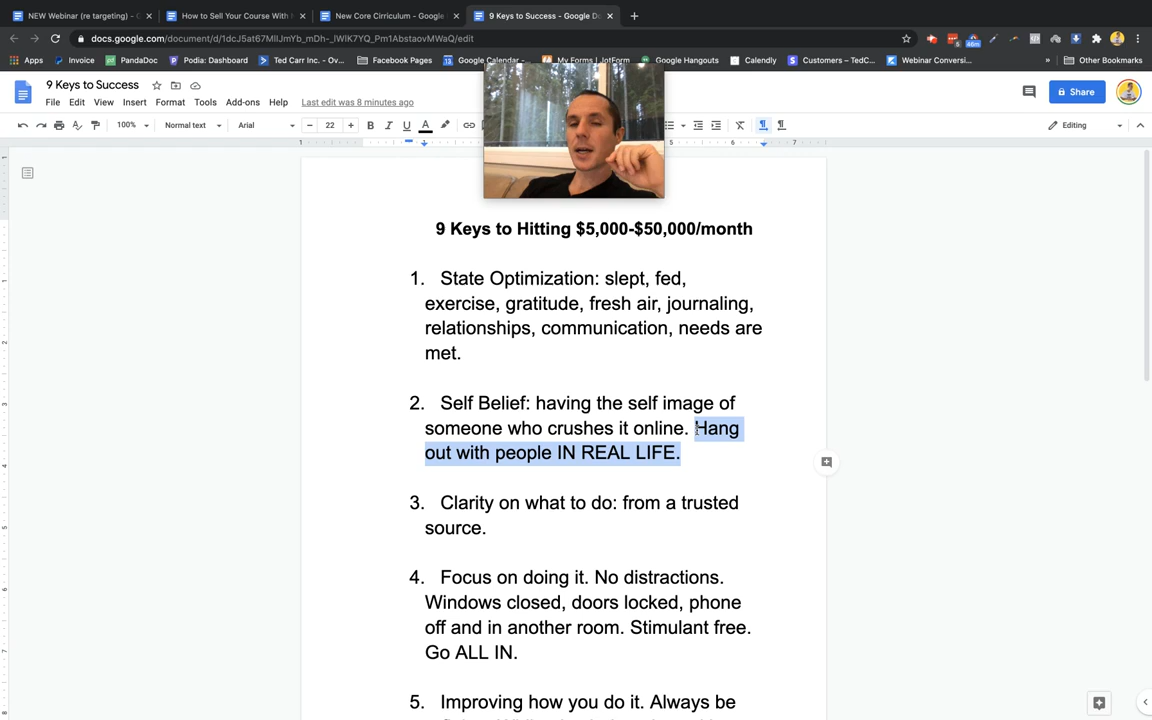 NEW Webinar (re targeting) -
How to Sell Your Course With
New Core Cirriculum - Google
9 Keys to Success - Google Do
docs.google.com/document/d/1dcJ5at67MIlJmYb_mDh-_IWIK7YQ_Pm1AbstaovMWaQ/edit
Apps
Invoice
PandaDoc
Podia: Dashboard
Ted Carr Inc. - Ov...
Facebook Pages
Google Calendar -
My Forms | JotForm
Google Hangouts
Calendly
Customers – TedC...
Webinar Conversi...
»
Other Bookmarks
9 Keys to Success
File Edit View Insert Format Tools Add-ons Help Last edit was 8 minutes ago
Share
100% Normal text Arial 22 B I U A
Editing
9 Keys to Hitting $5,000-$50,000/month
1. State Optimization: slept, fed,
exercise, gratitude, fresh air, journaling,
relationships, communication, needs are
met.
2. Self Belief: having the self image of
someone who crushes it online. Hang
out with people IN REAL LIFE.
3. Clarity on what to do: from a trusted
source.
4. Focus on doing it. No distractions.
Windows closed, doors locked, phone
off and in another room. Stimulant free.
Go ALL IN.
5. Improving how you do it. Always be